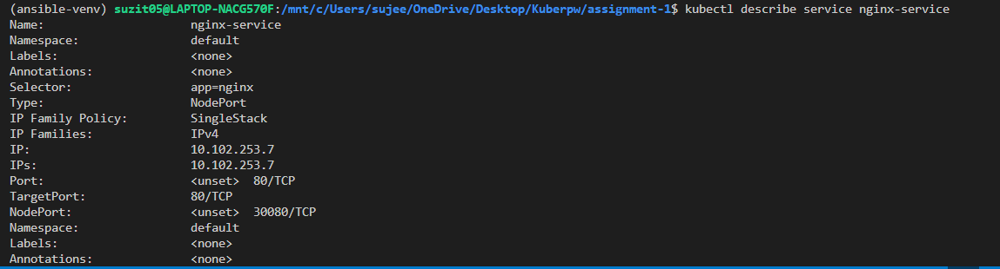 (ansible-venv) suzit05@LAPTOP-NACG570F:/mnt/c/Users/sujee/OneDrive/Desktop/Kuberpw/assignment-1$ kubectl describe service nginx-service
Name:                     nginx-service
Namespace:                default
Labels:                   <none>
Annotations:              <none>
Selector:                 app=nginx
Type:                     NodePort
IP Family Policy:         SingleStack
IP Families:              IPv4
IP:                       10.102.253.7
IPs:                      10.102.253.7
Port:                     <unset>  80/TCP
TargetPort:               80/TCP
NodePort:                 <unset>  30080/TCP
Namespace:                default
Labels:                   <none>
Annotations:              <none>